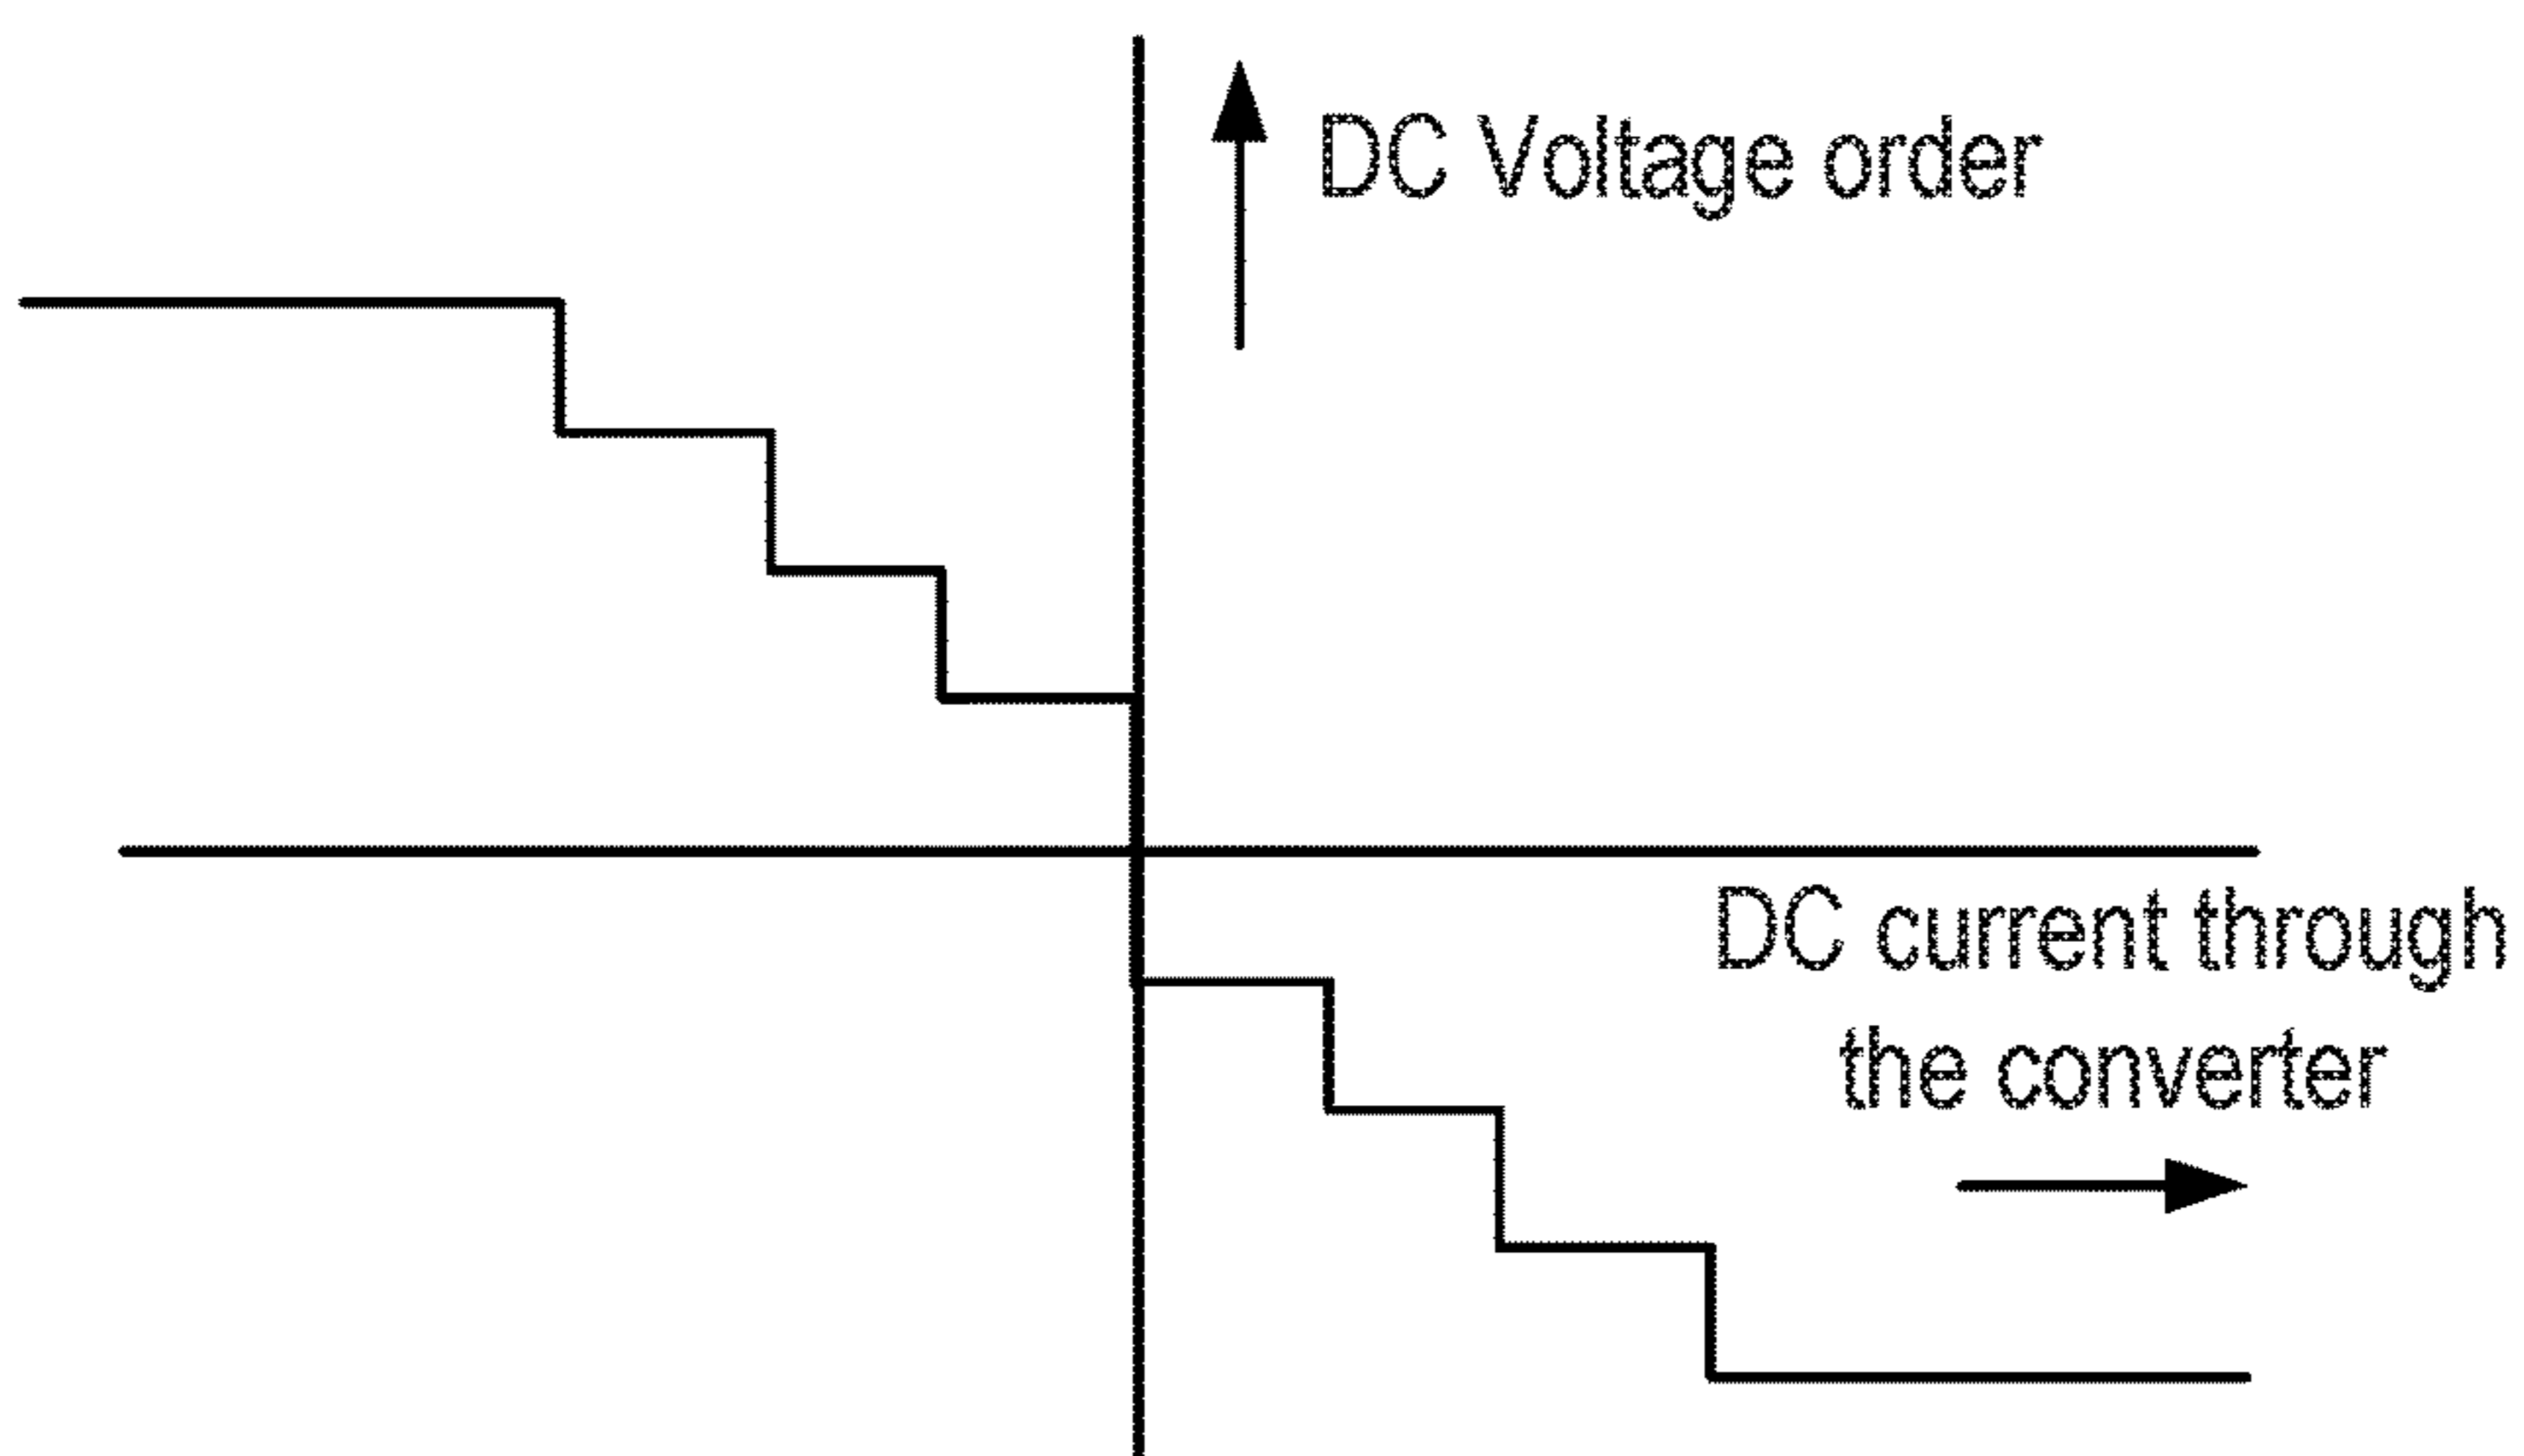 DC Voltage order
DC current through
the converter